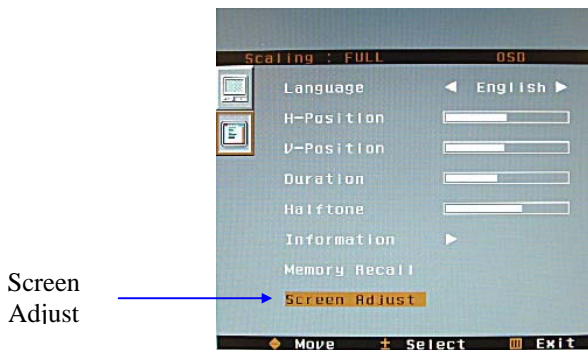 Scaling : FULL OSD
Language ◀ English ▶
H-Position
V-Position
Duration
Halftone
Information ▶
Memory Recall
Screen Adjust
Screen
Adjust
Move ± Select Exit